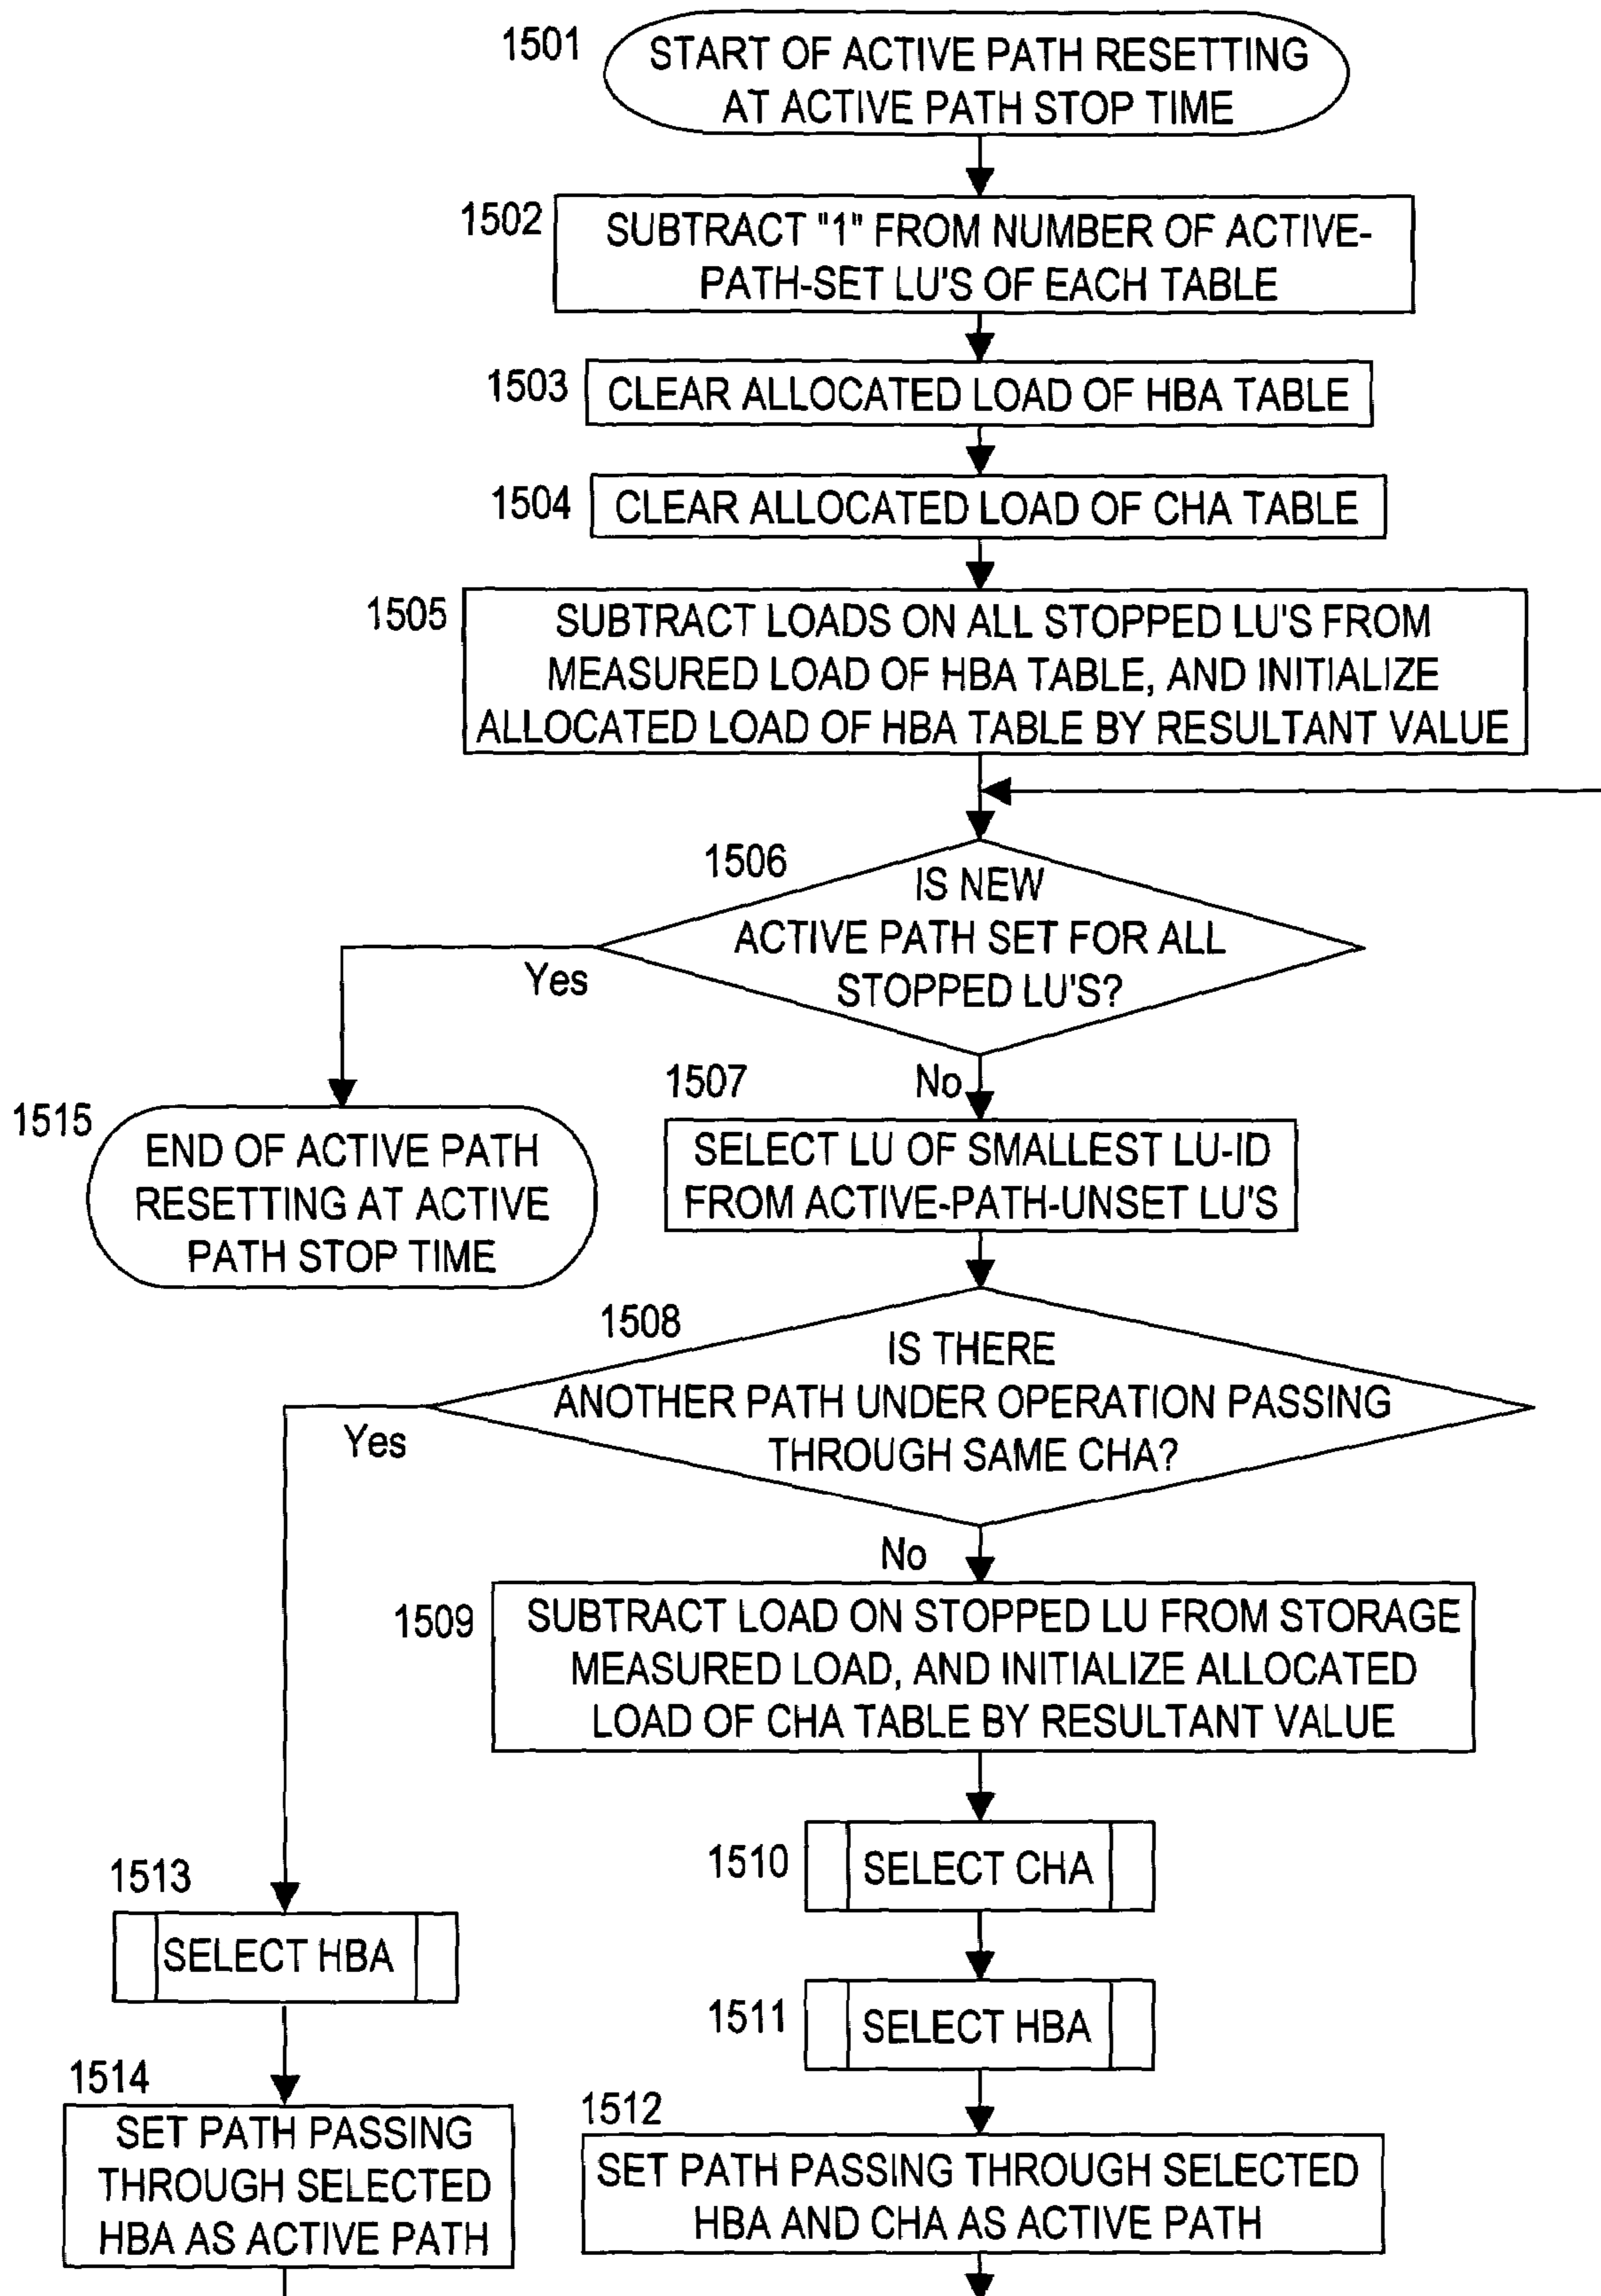 1501
START OF ACTIVE PATH RESETTING
AT ACTIVE PATH STOP TIME
1502
SUBTRACT "1" FROM NUMBER OF ACTIVE-
PATH-SET LU'S OF EACH TABLE
1503
CLEAR ALLOCATED LOAD OF HBA TABLE
1504
CLEAR ALLOCATED LOAD OF CHA TABLE
1505
SUBTRACT LOADS ON ALL STOPPED LU'S FROM
MEASURED LOAD OF HBA TABLE, AND INITIALIZE
ALLOCATED LOAD OF HBA TABLE BY RESULTANT VALUE
1506
IS NEW
ACTIVE PATH SET FOR ALL
STOPPED LU'S?
Yes
No
1515
END OF ACTIVE PATH
RESETTING AT ACTIVE
PATH STOP TIME
1507
SELECT LU OF SMALLEST LU-ID
FROM ACTIVE-PATH-UNSET LU'S
1508
IS THERE
ANOTHER PATH UNDER OPERATION PASSING
THROUGH SAME CHA?
Yes
No
1509
SUBTRACT LOAD ON STOPPED LU FROM STORAGE
MEASURED LOAD, AND INITIALIZE ALLOCATED
LOAD OF CHA TABLE BY RESULTANT VALUE
1510
SELECT CHA
1513
SELECT HBA
1511
SELECT HBA
1514
SET PATH PASSING
THROUGH SELECTED
HBA AS ACTIVE PATH
1512
SET PATH PASSING THROUGH SELECTED
HBA AND CHA AS ACTIVE PATH